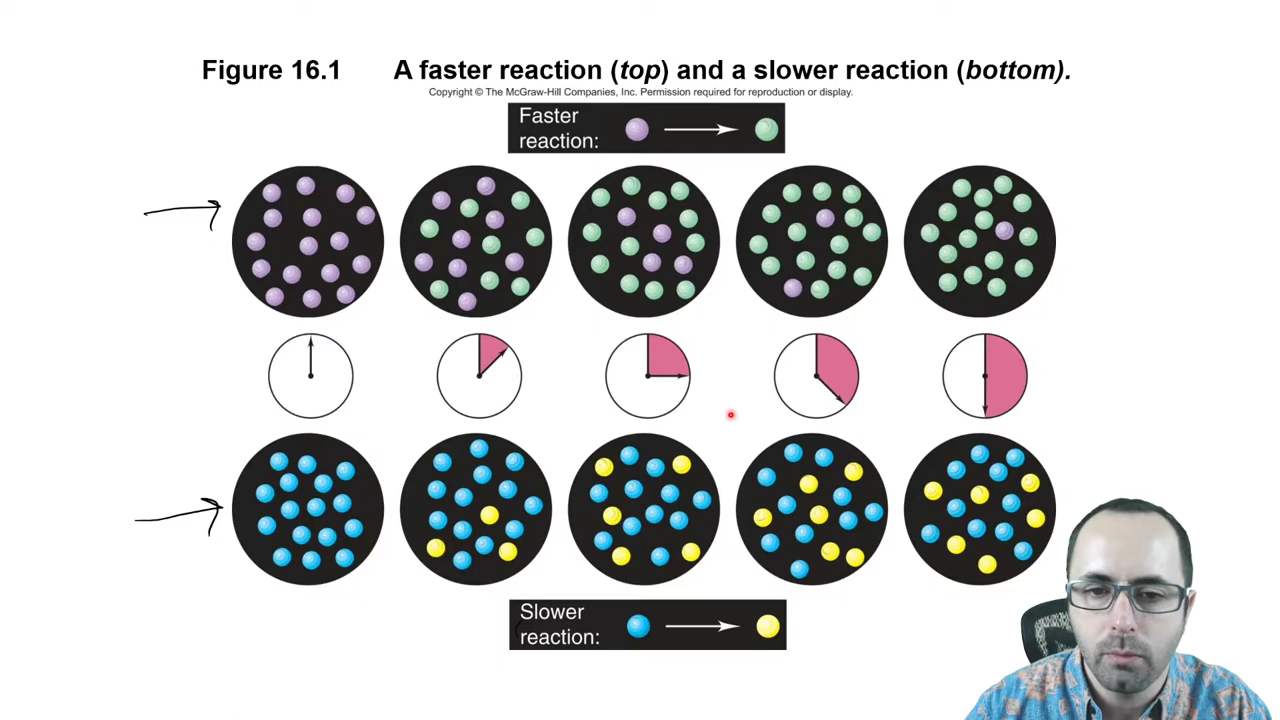 Figure 16.1 A faster reaction (top) and a slower reaction (bottom).
Copyright © The McGraw-Hill Companies, Inc. Permission required for reproduction or display.
Faster
reaction:
Slower
reaction: